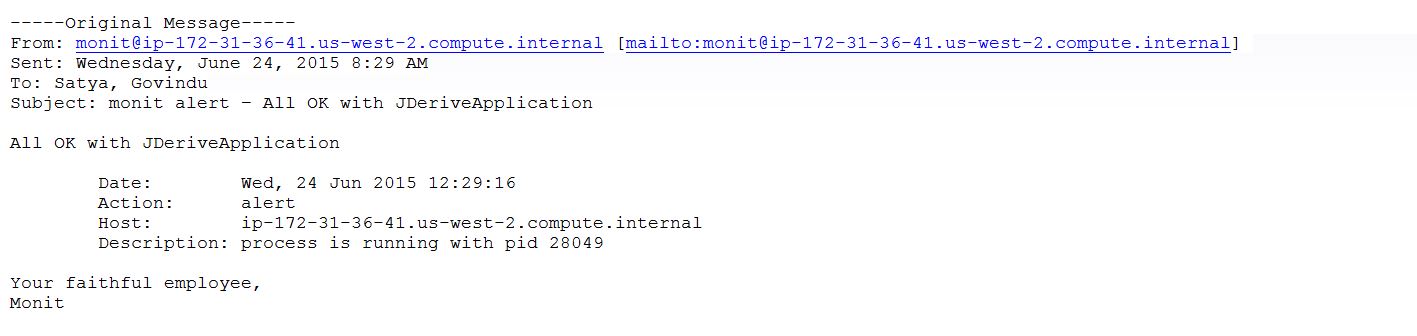 -----Original Message-----
From: monit@ip-172-31-36-41.us-west-2.compute.internal [mailto:monit@ip-172-31-36-41.us-west-2.compute.internal]
Sent: Wednesday, June 24, 2015 8:29 AM
To: Satya, Govindu
Subject: monit alert - All OK with JDeriveApplication
All OK with JDeriveApplication
Date: Wed, 24 Jun 2015 12:29:16
Action: alert
Host: ip-172-31-36-41.us-west-2.compute.internal
Description: process is running with pid 28049
Your faithful employee,
Monit